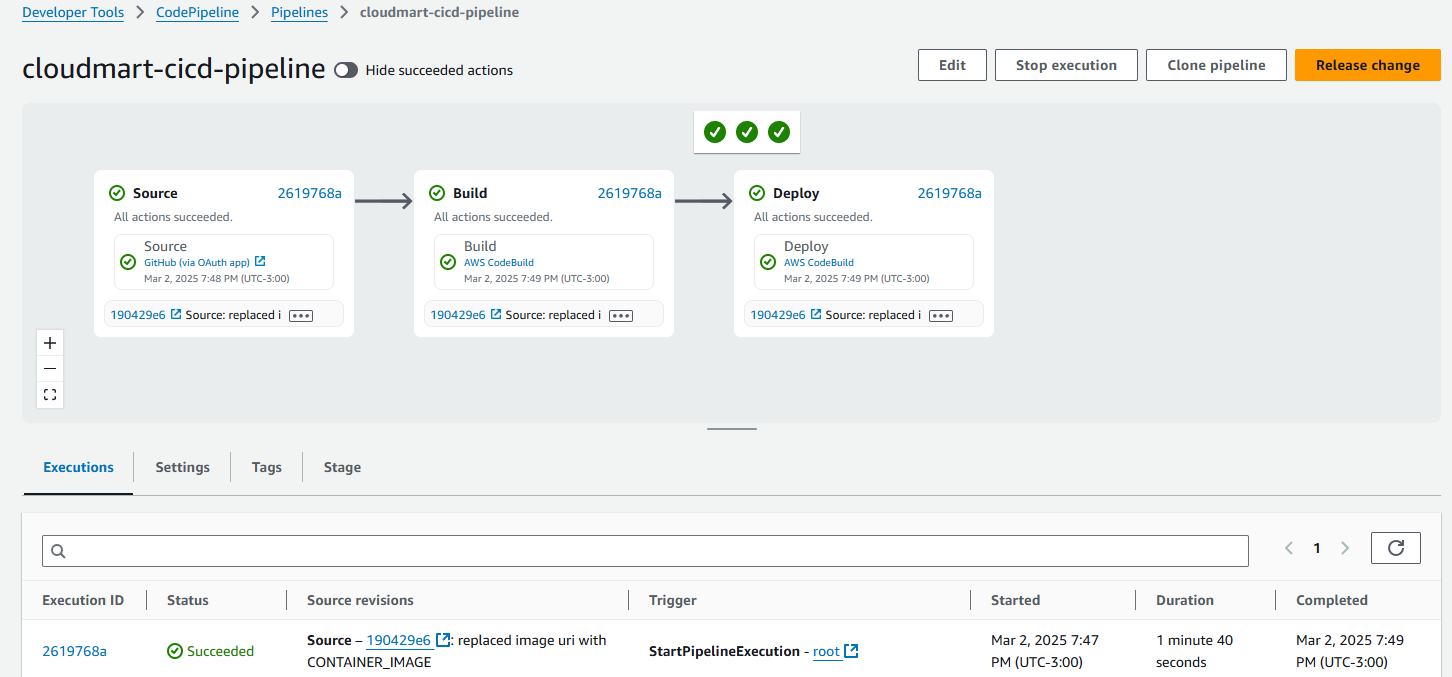 Developer Tools > CodePipeline > Pipelines > cloudmart-cicd-pipeline
cloudmart-cicd-pipeline Hide succeeded actions Edit Stop execution Clone pipeline Release change
Source 2619768a
All actions succeeded.
Source
GitHub (via OAuth app)
Mar 2, 2025 7:48 PM (UTC-3:00)
190429e6 Source: replaced i
Build 2619768a
All actions succeeded.
Build
AWS CodeBuild
Mar 2, 2025 7:49 PM (UTC-3:00)
190429e6 Source: replaced i
Deploy 2619768a
All actions succeeded.
Deploy
AWS CodeBuild
Mar 2, 2025 7:49 PM (UTC-3:00)
190429e6 Source: replaced i
Executions Settings Tags Stage
1
Execution ID Status Source revisions Trigger Started Duration Completed
2619768a
Succeeded
Source – 190429e6 : replaced image uri with
CONTAINER_IMAGE
StartPipelineExecution - root
Mar 2, 2025 7:47
PM (UTC-3:00)
1 minute 40
seconds
Mar 2, 2025 7:49
PM (UTC-3:00)